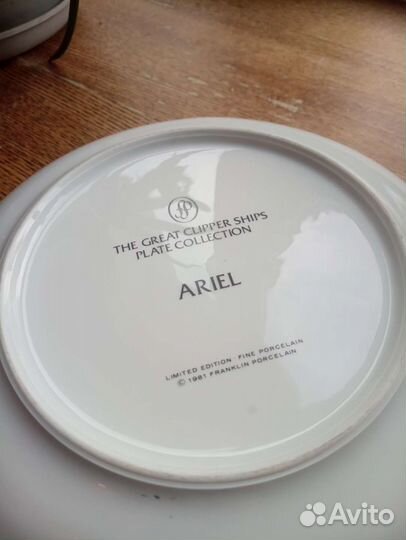 THE GREAT CLIPPER SHIPS
PLATE COLLECTION
ARIEL
LIMITED EDITION · FINE PORCELAIN
© 1981 FRANKLIN PORCELAIN
Avito